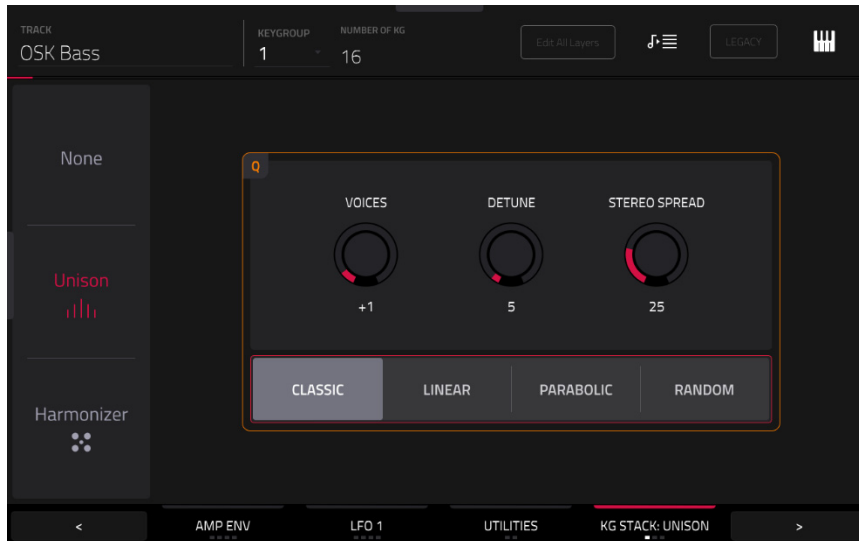 TRACK
OSK Bass
KEYGROUP
1
NUMBER OF KG
16
Edit All Layers
LEGACY
None
Unison
Harmonizer
Q
VOICES DETUNE STEREO SPREAD
+1 5 25
CLASSIC LINEAR PARABOLIC RANDOM
< AMP ENV LFO 1 UTILITIES KG STACK: UNISON >